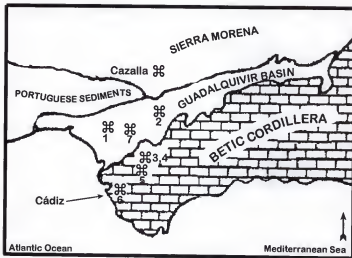 SIERRA MORENA
Cazalla
GUADALQUIVIR BASIN
PORTUGUESE SEDIMENTS
2
1
7
BETIC CORDILLERA
3,4
5
Cádiz
6
Atlantic Ocean
Mediterranean Sea